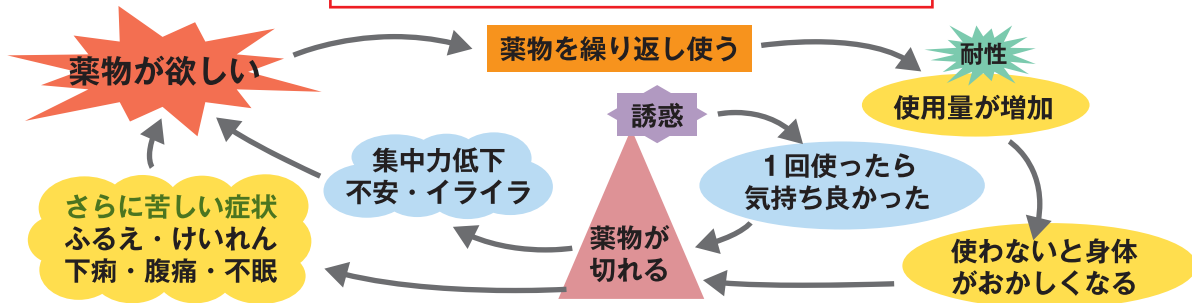 薬物が欲しい
薬物を繰り返し使う
耐性
使用量が増加
誘惑
1回使ったら
気持ち良かった
集中力低下
不安・イライラ
さらに苦しい症状
ふるえ・けいれん
下痢・腹痛・不眠
薬物が
切れる
使わないと身体
がおかしくなる